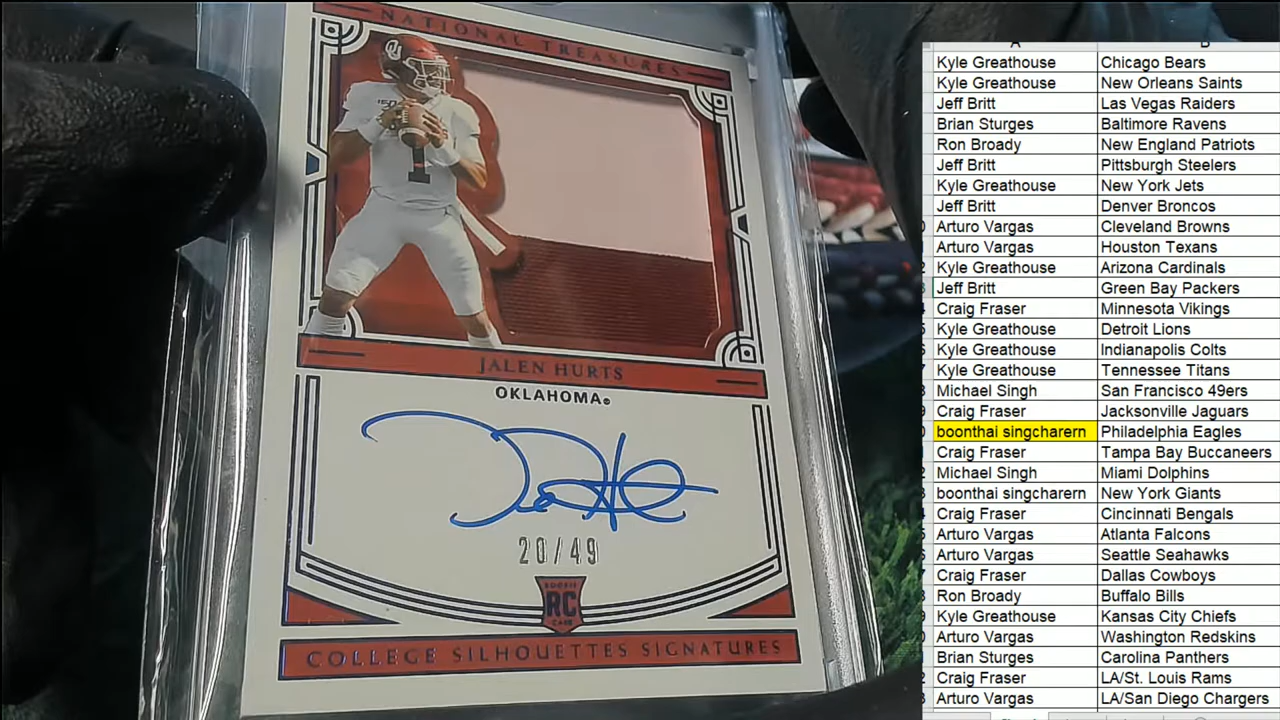 NATIONAL TREASURES
OU
150
1
JALEN HURTS
OKLAHOMA®
20/49
ROOKIE
RC
CARD
COLLEGE SILHOUETTES SIGNATURES
A B
Kyle Greathouse Chicago Bears
Kyle Greathouse New Orleans Saints
Jeff Britt Las Vegas Raiders
Brian Sturges Baltimore Ravens
Ron Broady New England Patriots
Jeff Britt Pittsburgh Steelers
Kyle Greathouse New York Jets
Jeff Britt Denver Broncos
Arturo Vargas Cleveland Browns
Arturo Vargas Houston Texans
Kyle Greathouse Arizona Cardinals
Jeff Britt Green Bay Packers
Craig Fraser Minnesota Vikings
Kyle Greathouse Detroit Lions
Kyle Greathouse Indianapolis Colts
Kyle Greathouse Tennessee Titans
Michael Singh San Francisco 49ers
Craig Fraser Jacksonville Jaguars
boonthai singcharern Philadelphia Eagles
Craig Fraser Tampa Bay Buccaneers
Michael Singh Miami Dolphins
boonthai singcharern New York Giants
Craig Fraser Cincinnati Bengals
Arturo Vargas Atlanta Falcons
Arturo Vargas Seattle Seahawks
Craig Fraser Dallas Cowboys
Ron Broady Buffalo Bills
Kyle Greathouse Kansas City Chiefs
Arturo Vargas Washington Redskins
Brian Sturges Carolina Panthers
Craig Fraser LA/St. Louis Rams
Arturo Vargas LA/San Diego Chargers